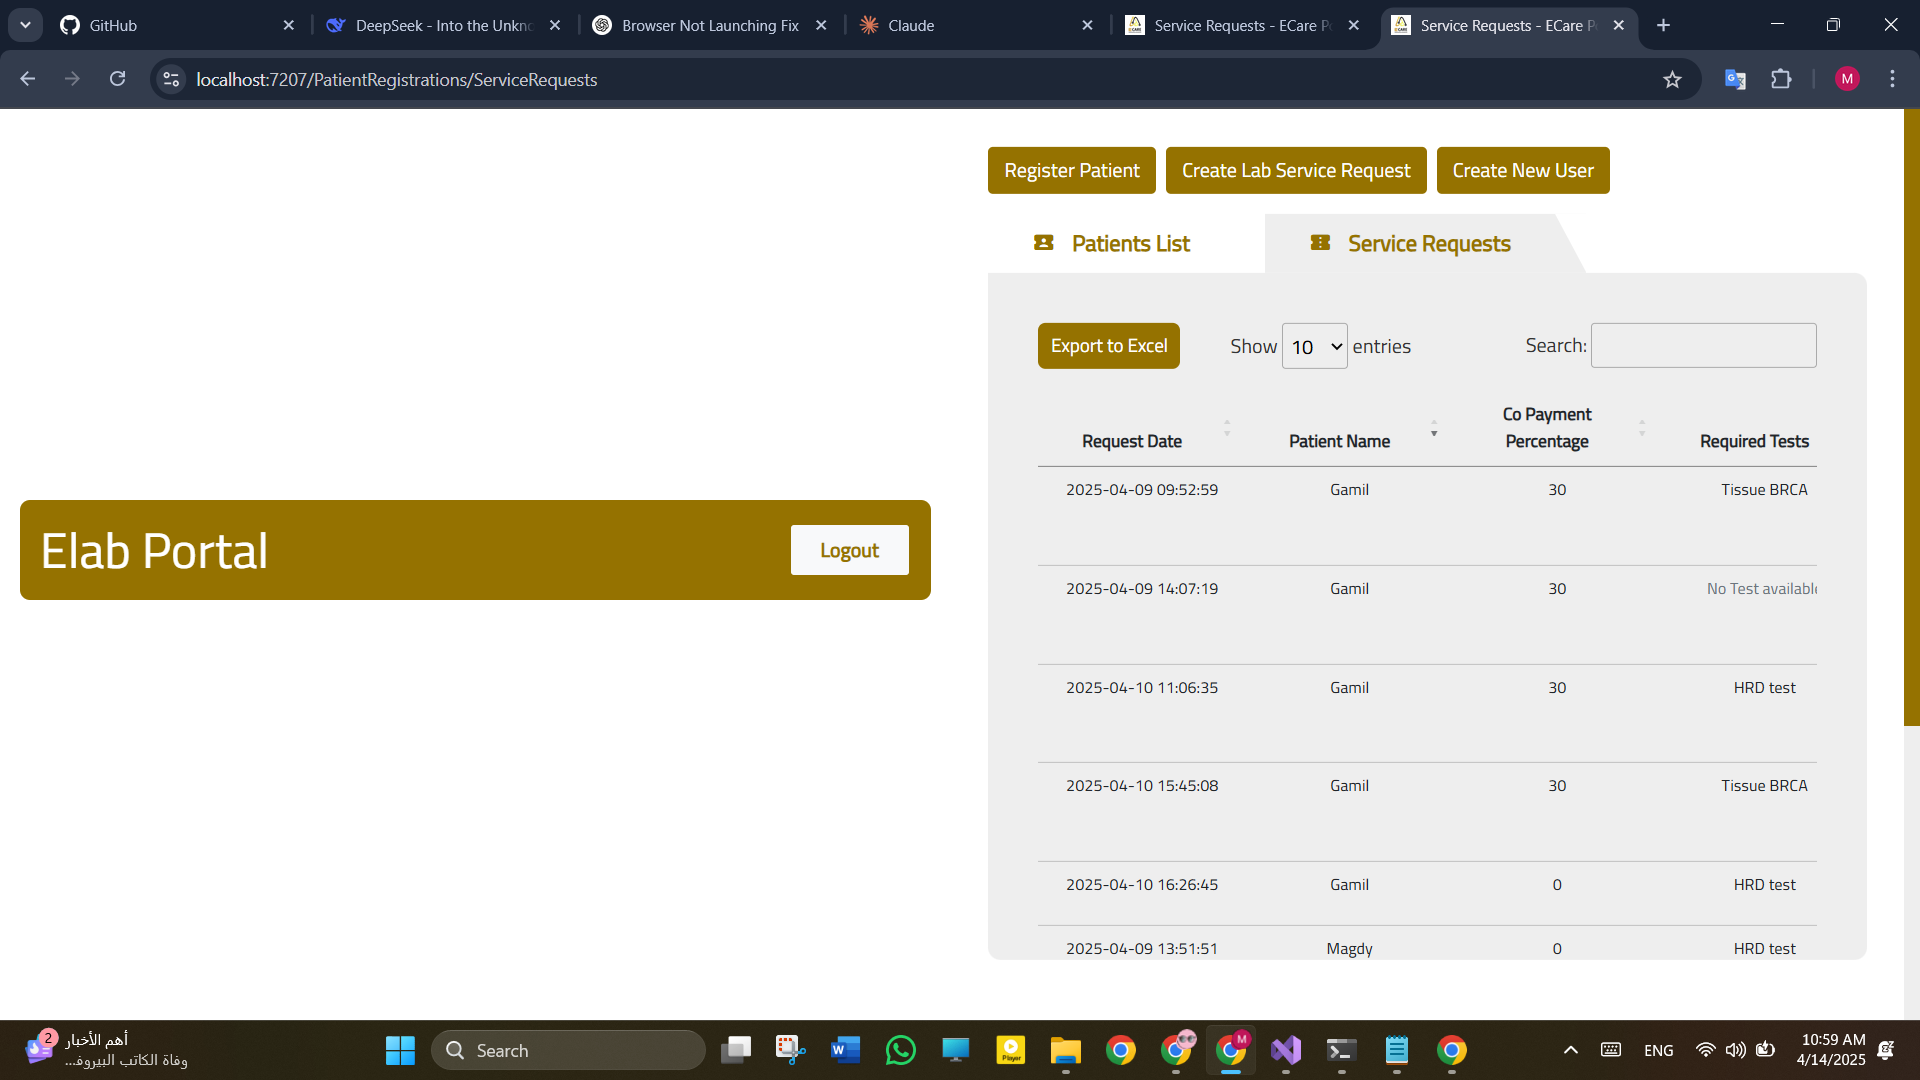 GitHub
DeepSeek - Into the Unkno
Browser Not Launching Fix
Claude
Service Requests - ECare Po
Service Requests - ECare P
localhost:7207/PatientRegistrations/ServiceRequests
M
Register Patient
Create Lab Service Request
Create New User
Patients List
Service Requests
Export to Excel
Show 10 entries
Search:
Request Date
Patient Name
Co Payment
Percentage
Required Tests
2025-04-09 09:52:59 Gamil 30 Tissue BRCA
2025-04-09 14:07:19 Gamil 30 No Test available
2025-04-10 11:06:35 Gamil 30 HRD test
2025-04-10 15:45:08 Gamil 30 Tissue BRCA
2025-04-10 16:26:45 Gamil 0 HRD test
2025-04-09 13:51:51 Magdy 0 HRD test
Elab Portal
Logout
2
أهم الأخبار
وفاة الكاتب البيروف...
Search
Player
M
ENG
10:59 AM
4/14/2025